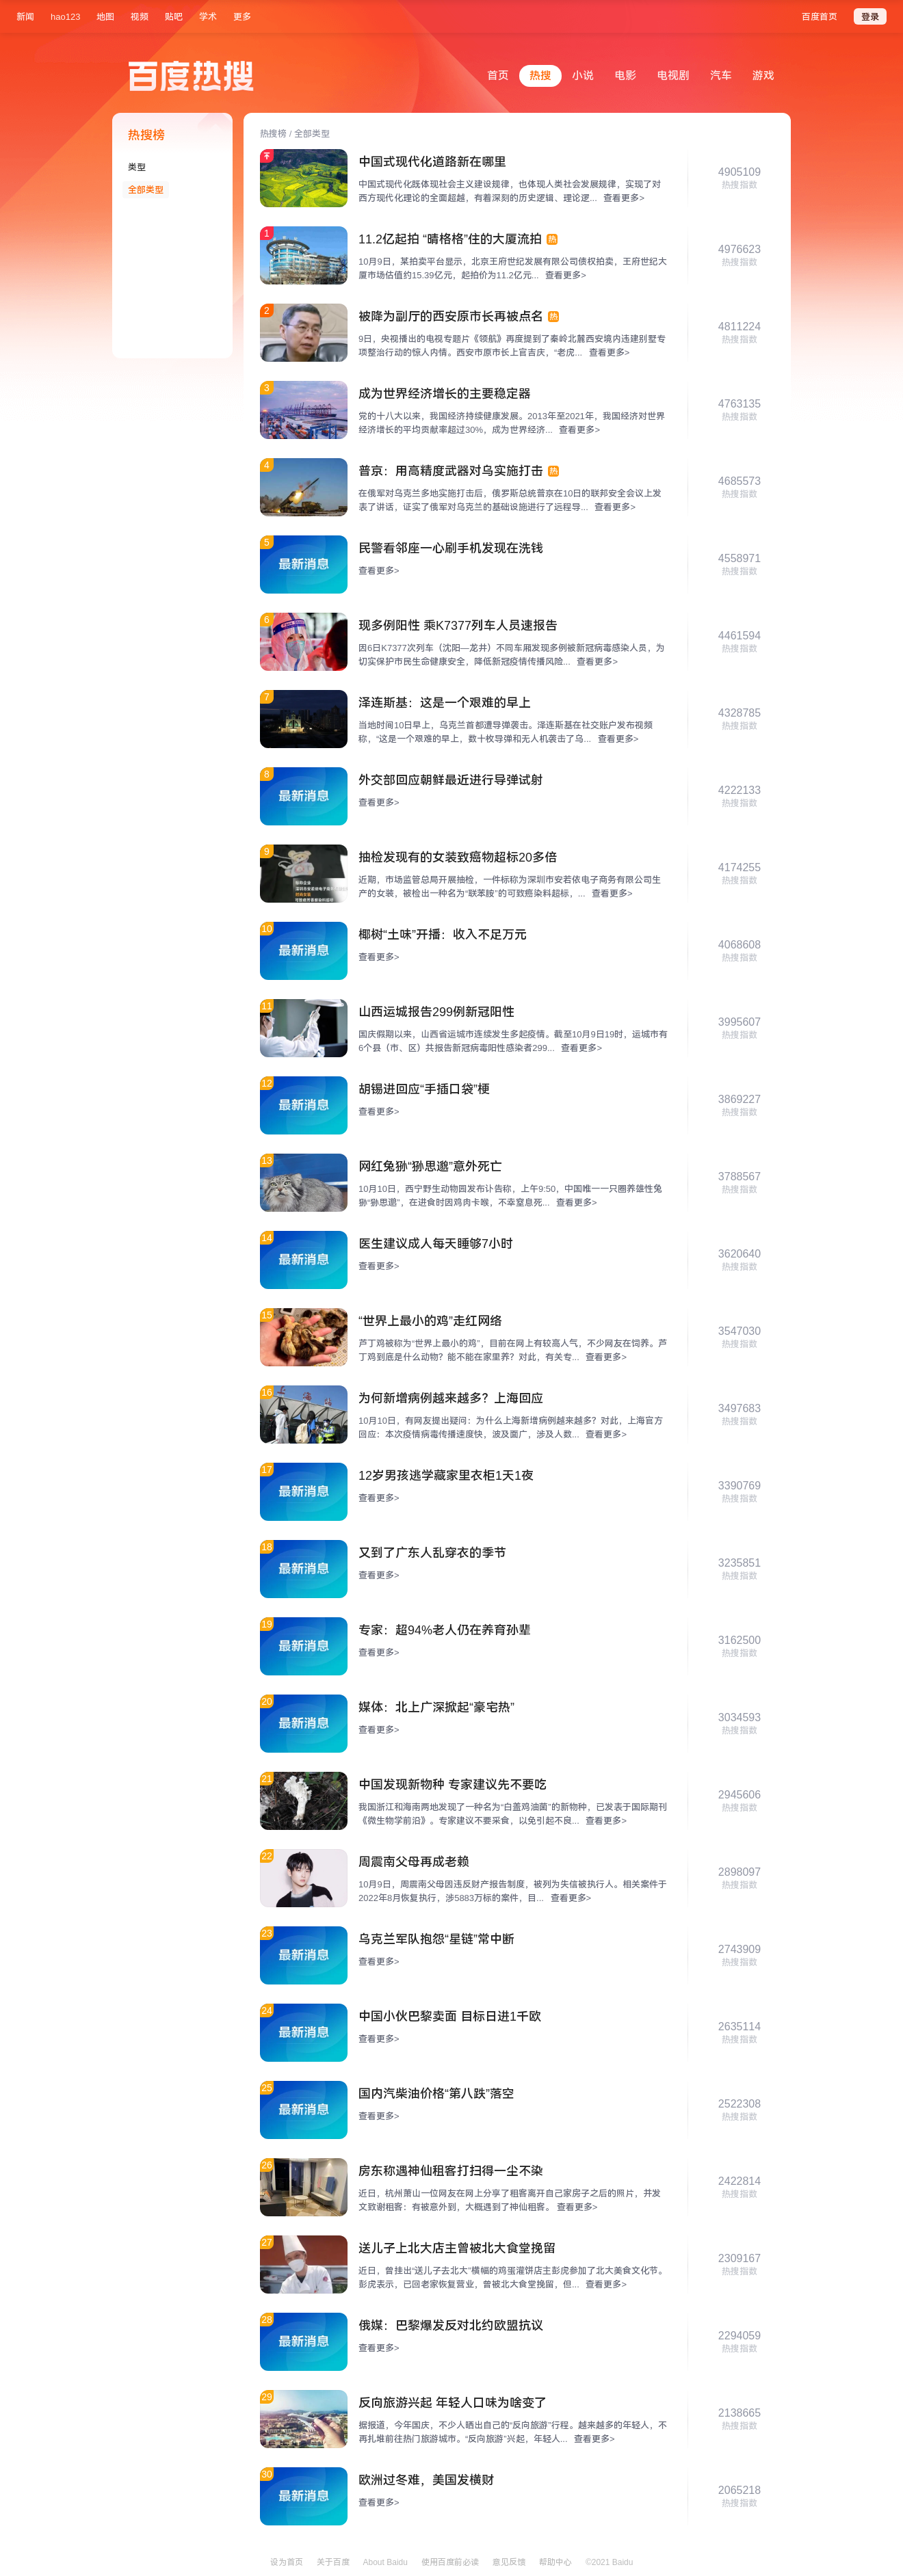 新闻 hao123 地图 视频 贴吧 学术 更多 百度首页 登录
百度热搜
首页 热搜 小说 电影 电视剧 汽车 游戏
热搜榜
类型
全部类型
热搜榜 / 全部类型
中国式现代化道路新在哪里
中国式现代化既体现社会主义建设规律，也体现人类社会发展规律，实现了对
西方现代化理论的全面超越，有着深刻的历史逻辑、理论逻... 查看更多>
4905109
热搜指数
1
11.2亿起拍 “晴格格”住的大厦流拍 热
10月9日，某拍卖平台显示，北京王府世纪发展有限公司债权拍卖，王府世纪大
厦市场估值约15.39亿元，起拍价为11.2亿元... 查看更多>
4976623
热搜指数
2
被降为副厅的西安原市长再被点名 热
9日，央视播出的电视专题片《领航》再度提到了秦岭北麓西安境内违建别墅专
项整治行动的惊人内情。西安市原市长上官吉庆，“老虎... 查看更多>
4811224
热搜指数
3
成为世界经济增长的主要稳定器
党的十八大以来，我国经济持续健康发展。2013年至2021年，我国经济对世界
经济增长的平均贡献率超过30%，成为世界经济... 查看更多>
4763135
热搜指数
4
普京：用高精度武器对乌实施打击 热
在俄军对乌克兰多地实施打击后，俄罗斯总统普京在10日的联邦安全会议上发
表了讲话，证实了俄军对乌克兰的基础设施进行了远程导... 查看更多>
4685573
热搜指数
5
最新消息
民警看邻座一心刷手机发现在洗钱
查看更多>
4558971
热搜指数
6
现多例阳性 乘K7377列车人员速报告
因6日K7377次列车（沈阳—龙井）不同车厢发现多例被新冠病毒感染人员，为
切实保护市民生命健康安全，降低新冠疫情传播风险... 查看更多>
4461594
热搜指数
7
泽连斯基：这是一个艰难的早上
当地时间10日早上，乌克兰首都遭导弹袭击。泽连斯基在社交账户发布视频
称，“这是一个艰难的早上，数十枚导弹和无人机袭击了乌... 查看更多>
4328785
热搜指数
8
最新消息
外交部回应朝鲜最近进行导弹试射
查看更多>
4222133
热搜指数
9
抽检发现有的女装致癌物超标20多倍
近期，市场监管总局开展抽检，一件标称为深圳市安若依电子商务有限公司生
产的女装，被检出一种名为“联苯胺”的可致癌染料超标，... 查看更多>
4174255
热搜指数
10
最新消息
椰树“土味”开播：收入不足万元
查看更多>
4068608
热搜指数
11
山西运城报告299例新冠阳性
国庆假期以来，山西省运城市连续发生多起疫情。截至10月9日19时，运城市有
6个县（市、区）共报告新冠病毒阳性感染者299... 查看更多>
3995607
热搜指数
12
最新消息
胡锡进回应“手插口袋”梗
查看更多>
3869227
热搜指数
13
网红兔狲“狲思邈”意外死亡
10月10日，西宁野生动物园发布讣告称，上午9:50，中国唯一一只圈养雄性兔
狲“狲思邈”，在进食时因鸡肉卡喉，不幸窒息死... 查看更多>
3788567
热搜指数
14
最新消息
医生建议成人每天睡够7小时
查看更多>
3620640
热搜指数
15
“世界上最小的鸡”走红网络
芦丁鸡被称为“世界上最小的鸡”，目前在网上有较高人气，不少网友在饲养。芦
丁鸡到底是什么动物？能不能在家里养？对此，有关专... 查看更多>
3547030
热搜指数
16
为何新增病例越来越多？上海回应
10月10日，有网友提出疑问：为什么上海新增病例越来越多？对此，上海官方
回应：本次疫情病毒传播速度快，波及面广，涉及人数... 查看更多>
3497683
热搜指数
17
最新消息
12岁男孩逃学藏家里衣柜1天1夜
查看更多>
3390769
热搜指数
18
最新消息
又到了广东人乱穿衣的季节
查看更多>
3235851
热搜指数
19
最新消息
专家：超94%老人仍在养育孙辈
查看更多>
3162500
热搜指数
20
最新消息
媒体：北上广深掀起“豪宅热”
查看更多>
3034593
热搜指数
21
中国发现新物种 专家建议先不要吃
我国浙江和海南两地发现了一种名为“白盖鸡油菌”的新物种，已发表于国际期刊
《微生物学前沿》。专家建议不要采食，以免引起不良... 查看更多>
2945606
热搜指数
22
周震南父母再成老赖
10月9日，周震南父母因违反财产报告制度，被列为失信被执行人。相关案件于
2022年8月恢复执行，涉5883万标的案件，目... 查看更多>
2898097
热搜指数
23
最新消息
乌克兰军队抱怨“星链”常中断
查看更多>
2743909
热搜指数
24
最新消息
中国小伙巴黎卖面 目标日进1千欧
查看更多>
2635114
热搜指数
25
最新消息
国内汽柴油价格“第八跌”落空
查看更多>
2522308
热搜指数
26
房东称遇神仙租客打扫得一尘不染
近日，杭州萧山一位网友在网上分享了租客离开自己家房子之后的照片，并发
文致谢租客：有被意外到，大概遇到了神仙租客。 查看更多>
2422814
热搜指数
27
送儿子上北大店主曾被北大食堂挽留
近日，曾挂出“送儿子去北大”横幅的鸡蛋灌饼店主彭虎参加了北大美食文化节。
彭虎表示，已回老家恢复营业，曾被北大食堂挽留，但... 查看更多>
2309167
热搜指数
28
最新消息
俄媒：巴黎爆发反对北约欧盟抗议
查看更多>
2294059
热搜指数
29
反向旅游兴起 年轻人口味为啥变了
据报道，今年国庆，不少人晒出自己的“反向旅游”行程。越来越多的年轻人，不
再扎堆前往热门旅游城市。“反向旅游”兴起，年轻人... 查看更多>
2138665
热搜指数
30
最新消息
欧洲过冬难，美国发横财
查看更多>
2065218
热搜指数
设为首页 关于百度 About Baidu 使用百度前必读 意见反馈 帮助中心 ©2021 Baidu